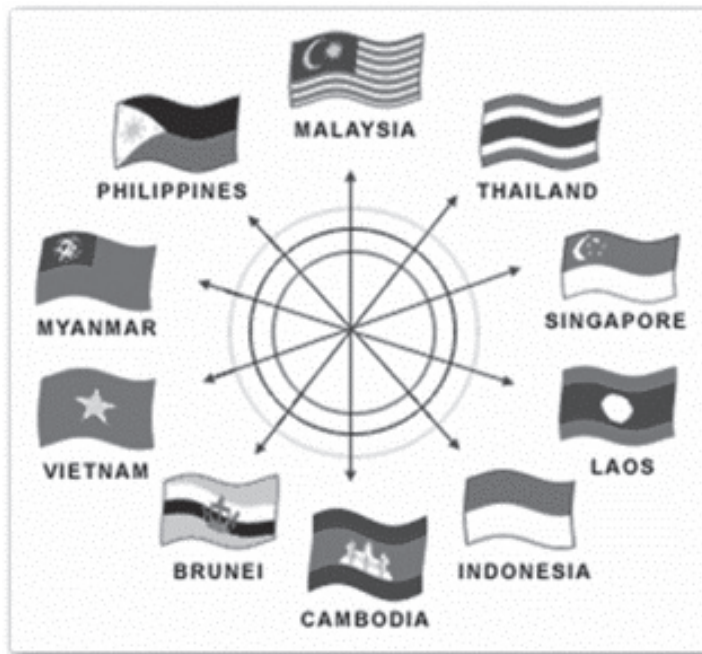 MALAYSIA
PHILIPPINES
THAILAND
MYANMAR
SINGAPORE
VIETNAM
LAOS
BRUNEI
INDONESIA
CAMBODIA